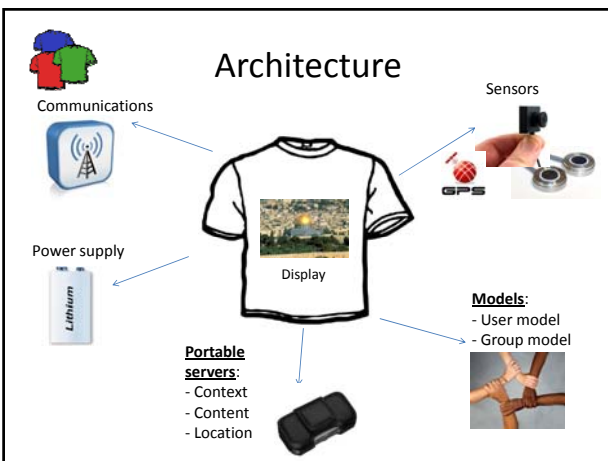 Architecture
Communications
Sensors
GPS
Power supply
Lithium
Display
Models:
- User model
- Group model
Portable
servers:
- Context
- Content
- Location